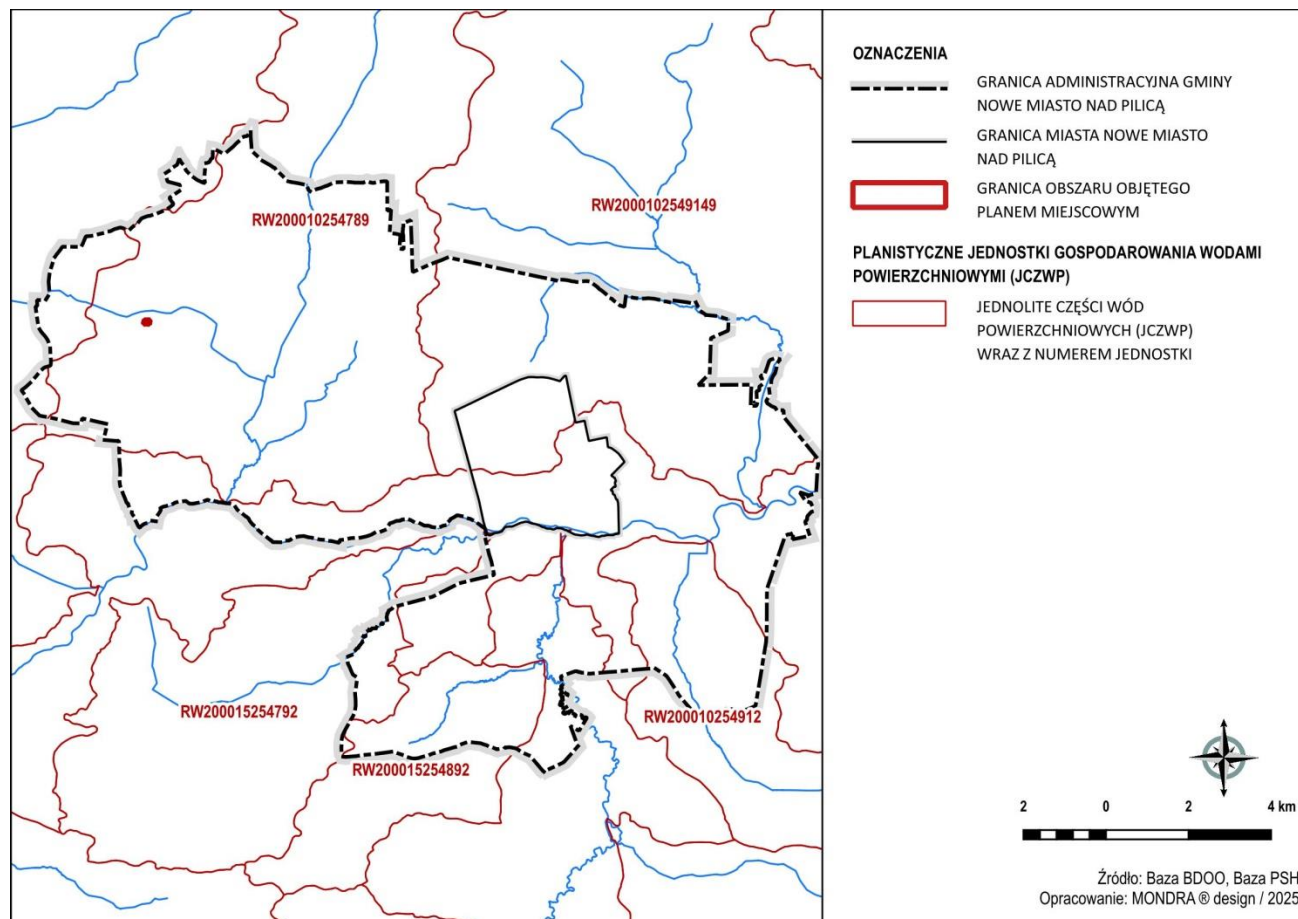 RW200010254789
RW2000102549149
RW200015254792
RW200010254912
RW200015254892
OZNACZENIA
GRANICA ADMINISTRACYJNA GMINY
NOWE MIASTO NAD PILICĄ
GRANICA MIASTA NOWE MIASTO
NAD PILICĄ
GRANICA OBSZARU OBJĘTEGO
PLANEM MIEJSCOWYM
PLANISTYCZNE JEDNOSTKI GOSPODAROWANIA WODAMI
POWIERZCHNIOWYMI (JCZWP)
JEDNOLITE CZĘŚCI WÓD
POWIERZCHNIOWYCH (JCZWP)
WRAZ Z NUMEREM JEDNOSTKI
2 0 2 4 km
Źródło: Baza BDOO, Baza PSH
Opracowanie: MONDRA ® design / 2025